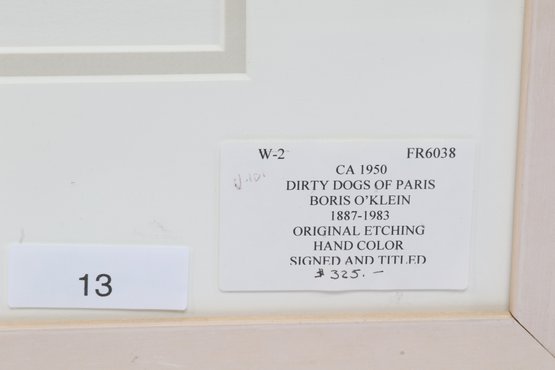 W-2 FR6038
CA 1950
DIRTY DOGS OF PARIS
BORIS O'KLEIN
1887-1983
ORIGINAL ETCHING
HAND COLOR
SIGNED AND TITLED
$325.-
13